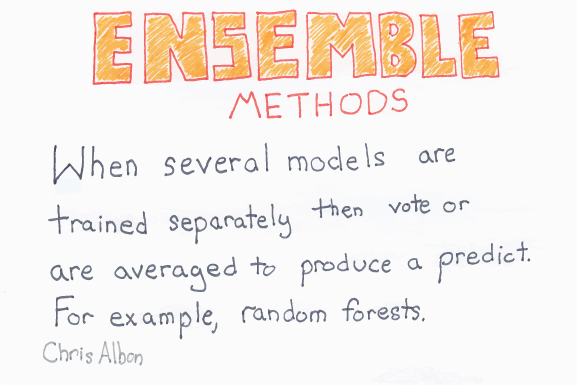 ENSEMBLE
METHODS
When several models are
trained separately then vote or
are averaged to produce a predict.
For example, random forests.
Chris Albon